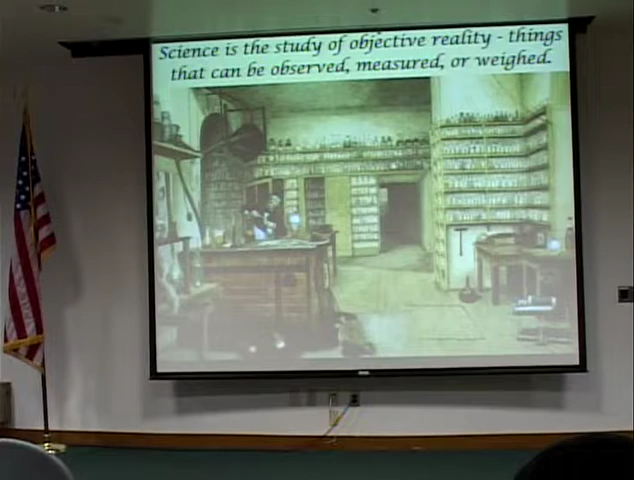 Science is the study of objective reality - things
that can be observed, measured, or weighed.